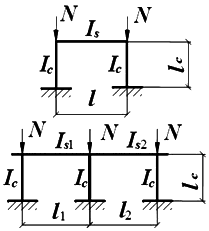 N N
I_s
I_c I_c l_c
l
N N N
I_s1 I_s2
I_c I_c I_c l_c
l_1 l_2